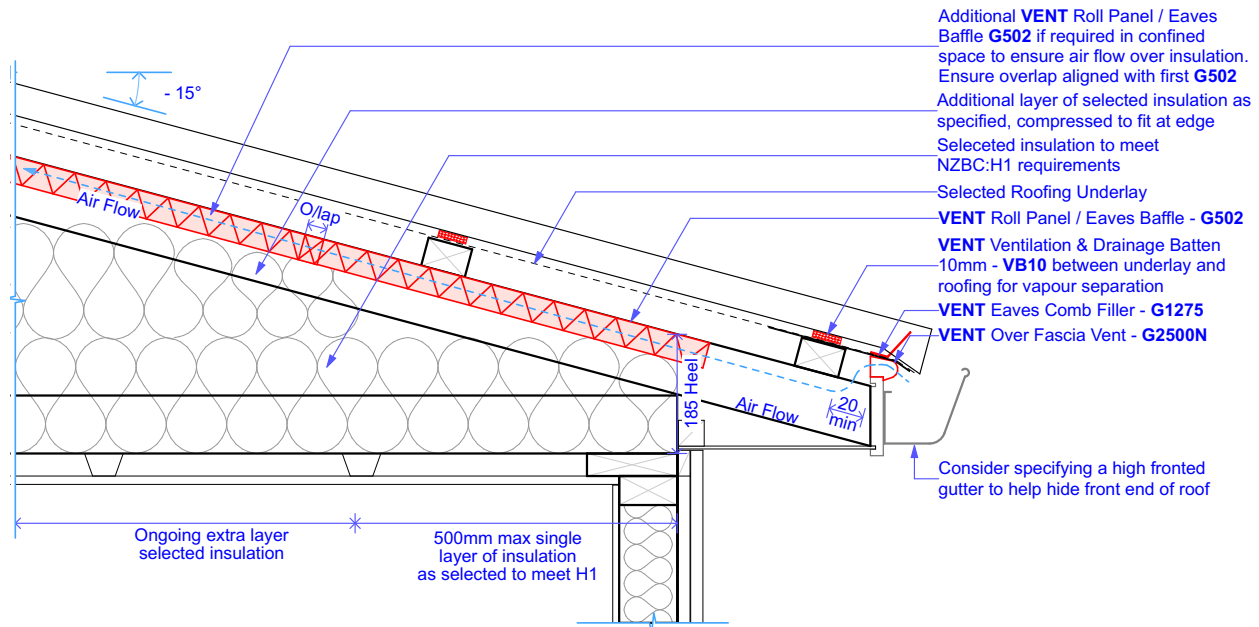 Additional VENT Roll Panel / Eaves
Baffle G502 if required in confined
space to ensure air flow over insulation.
Ensure overlap aligned with first G502
Additional layer of selected insulation as
specified, compressed to fit at edge
Seleceted insulation to meet
NZBC:H1 requirements
Selected Roofing Underlay
VENT Roll Panel / Eaves Baffle - G502
VENT Ventilation & Drainage Batten
10mm - VB10 between underlay and
roofing for vapour separation
VENT Eaves Comb Filler - G1275
VENT Over Fascia Vent - G2500N
Consider specifying a high fronted
gutter to help hide front end of roof
- 15°
Air Flow
O/lap
185 Heel
Air Flow
20
min
Ongoing extra layer
selected insulation
500mm max single
layer of insulation
as selected to meet H1